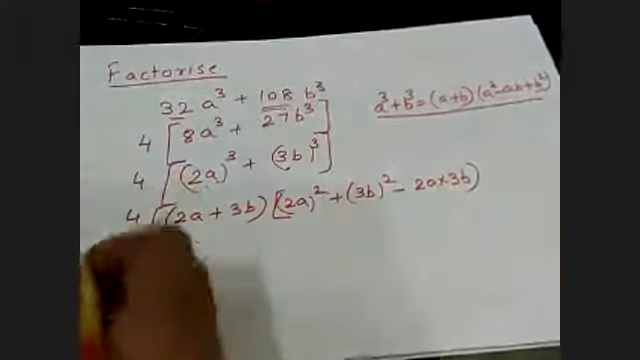 Factorise
32 a³ + 108 b³
a³+b³=(a+b)(a²-ab+b²)
4 [8a³ + 27b³]
4 [(2a)³ + (3b)³]
4 [(2a + 3b) [2a)² + (3b)² - 2a×3b)